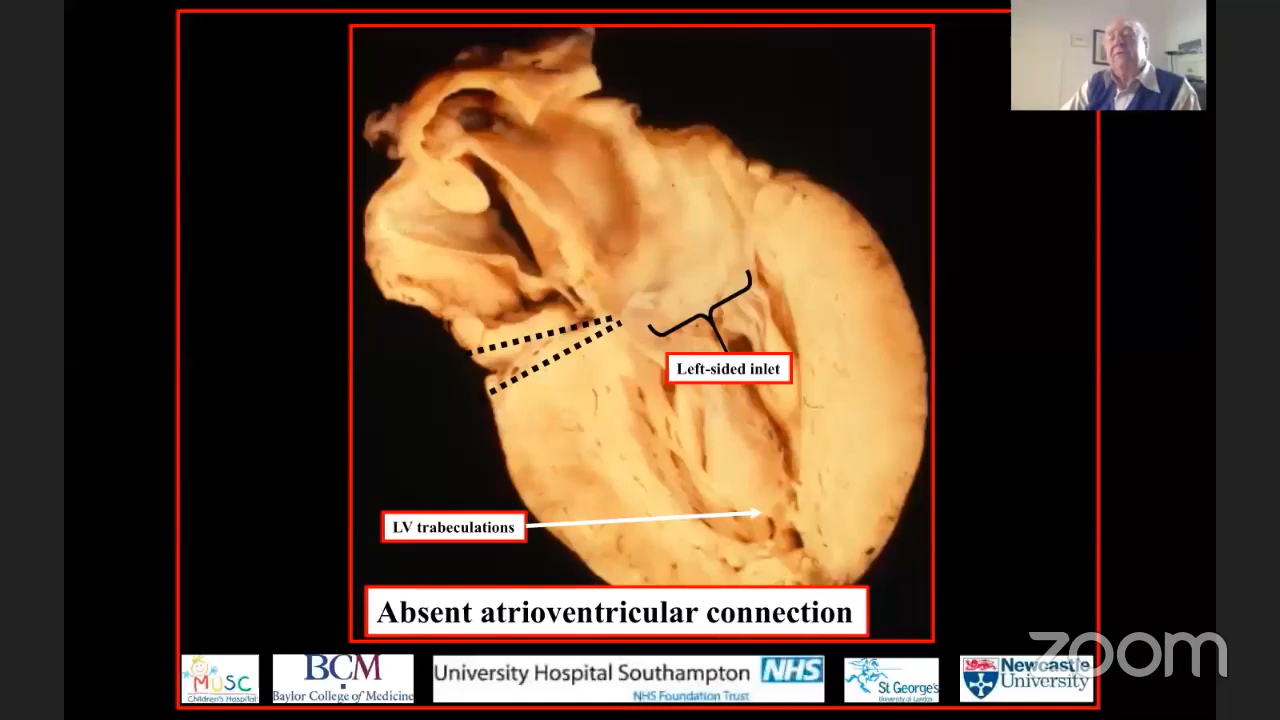 Left-sided inlet
LV trabeculations
Absent atrioventricular connection
MUSC
Children's Hospital
BCM
Baylor College of Medicine
University Hospital Southampton NHS
NHS Foundation Trust
St George's
University of London
Newcastle
University
zoom